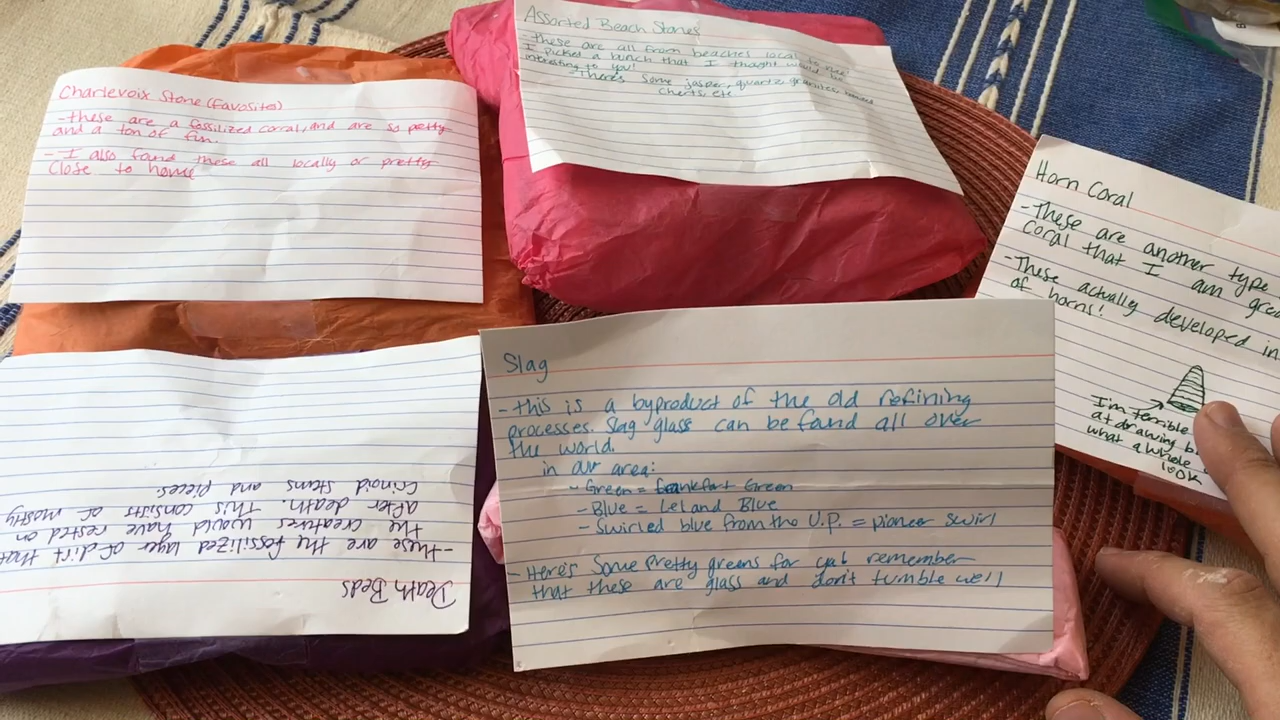 Charlevoix Stone (Favosite)
-these are a fossilized corral, and are so pretty
and a ton of fun.
- I also found these all locally or pretty
close to home
Assorted Beach Stones
-These are all from beaches local to me
I picked a bunch that I thought would be
interesting to you!
-There's some jasper, quartz, granites,
cherts, etc
Horn Coral
-These are another type
coral that I am
-These actually developed in
of horns!
I'm terrible
at drawing
what a whole
look
Slag
-this is a byproduct of the old refining
processes. Slag glass can be found all over
the world.
in our area:
-Green = Frankfort Green
-Blue = Leland Blue
-Swirled blue from the U.P. = pioneer swirl
-Here's some pretty greens for ya! remember
that these are glass and don't tumble well
Death Beds
-these are the fossilized layer of dirt that
the creatures would have rested on
after death. This consists of mostly
Crinoid stems and pieces.